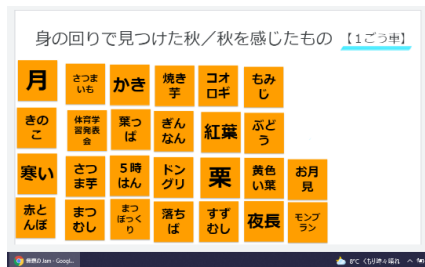 身の回りで見つけた秋／秋を感じたもの 【１ごう車】
月
さつま
いも
かき
焼き
芋
コオ
ロギ
もみ
じ
きの
こ
体育学
習発表
会
葉っ
ぱ
ぎん
なん
紅葉
ぶど
う
寒い
さつ
ま芋
５時
はん
ドン
グリ
栗
黄色
い葉
お月
見
赤と
んぼ
まつ
むし
まつ
ぼっく
り
落ち
ば
すず
むし
夜長
モンブ
ラン
8°C くもり時々晴れ